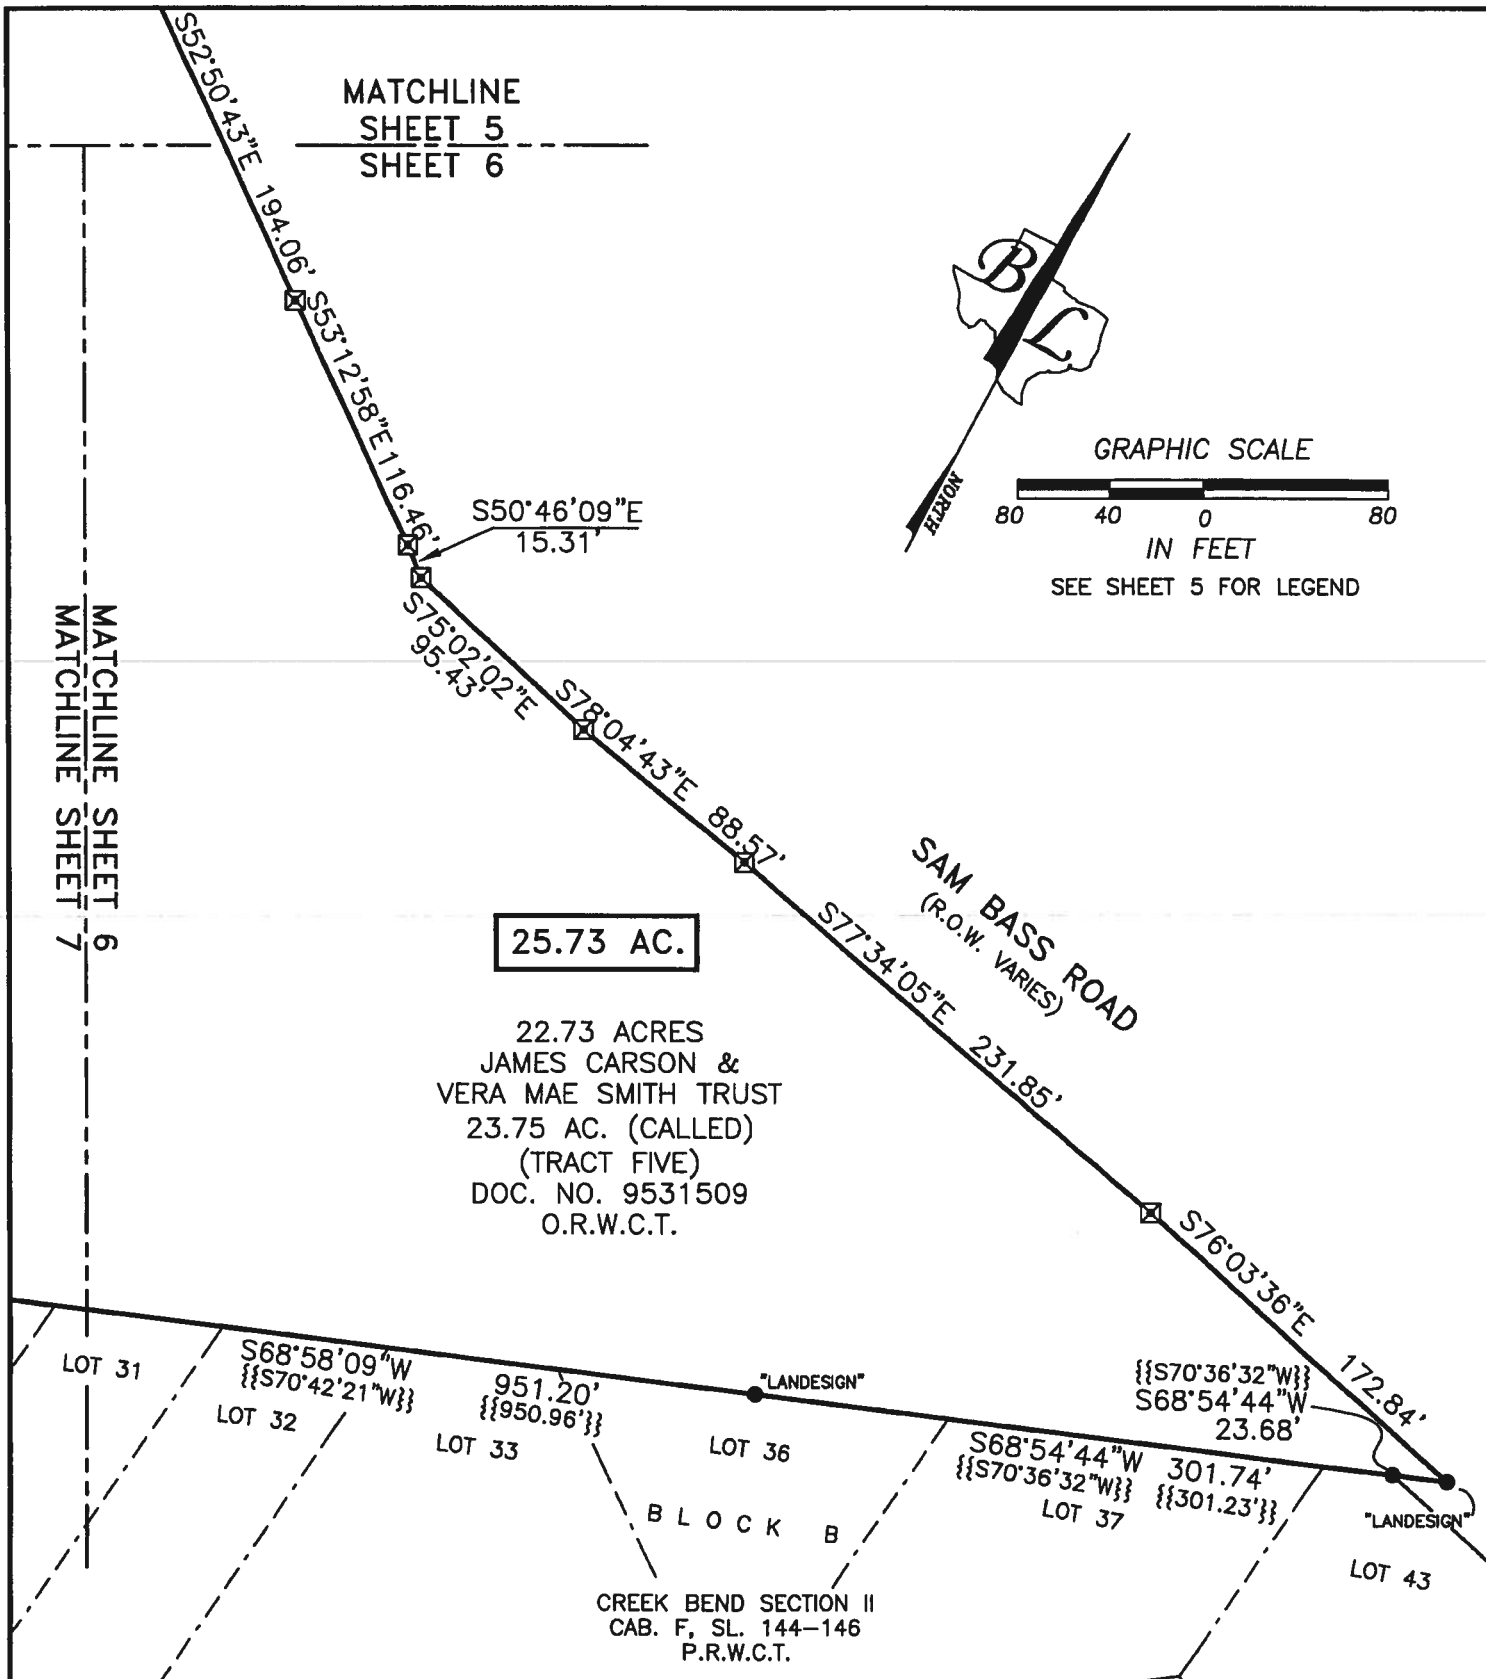 S52°50'43"E 194.06'
MATCHLINE
SHEET 5
SHEET 6
S53°12'58"E 116.46'
S50°46'09"E
15.31'
B
L
NORTH
GRAPHIC SCALE
80 40 0 80
IN FEET
SEE SHEET 5 FOR LEGEND
MATCHLINE SHEET 6
MATCHLINE SHEET 7
S75°02'02"E
95.43'
S78°04'43"E 88.57'
SAM BASS ROAD
(R.O.W. VARIES)
S77°34'05"E 231.85'
25.73 AC.
22.73 ACRES
JAMES CARSON &
VERA MAE SMITH TRUST
23.75 AC. (CALLED)
(TRACT FIVE)
DOC. NO. 9531509
O.R.W.C.T.
S76°03'36"E 172.84'
{{S70°36'32"W}}
S68°54'44"W
23.68'
LOT 31
S68°58'09"W 951.20'
{{S70°42'21"W}} {{950.96'}}
LOT 32
LOT 33
"LANDESIGN"
LOT 36
S68°54'44"W 301.74'
{{S70°36'32"W}} {{301.23'}}
LOT 37
"LANDESIGN"
LOT 43
BLOCK B
CREEK BEND SECTION II
CAB. F, SL. 144-146
P.R.W.C.T.